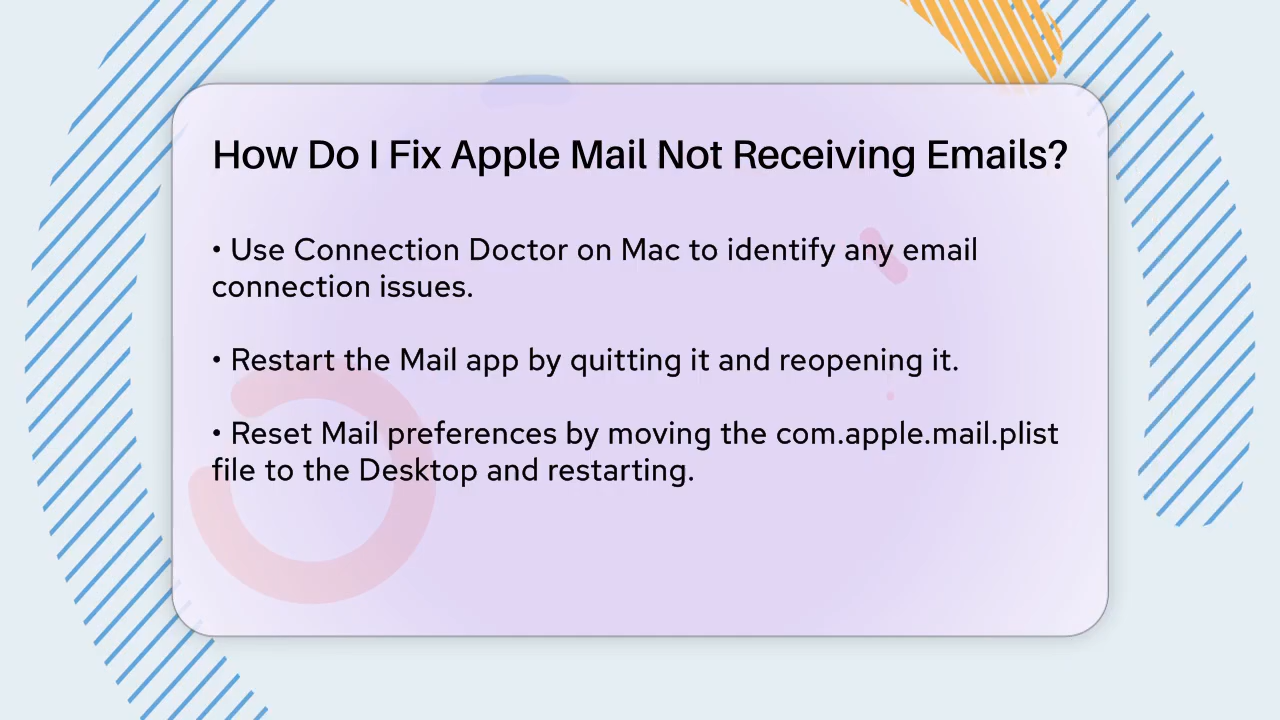 How Do I Fix Apple Mail Not Receiving Emails?
• Use Connection Doctor on Mac to identify any email
connection issues.
• Restart the Mail app by quitting it and reopening it.
• Reset Mail preferences by moving the com.apple.mail.plist
file to the Desktop and restarting.